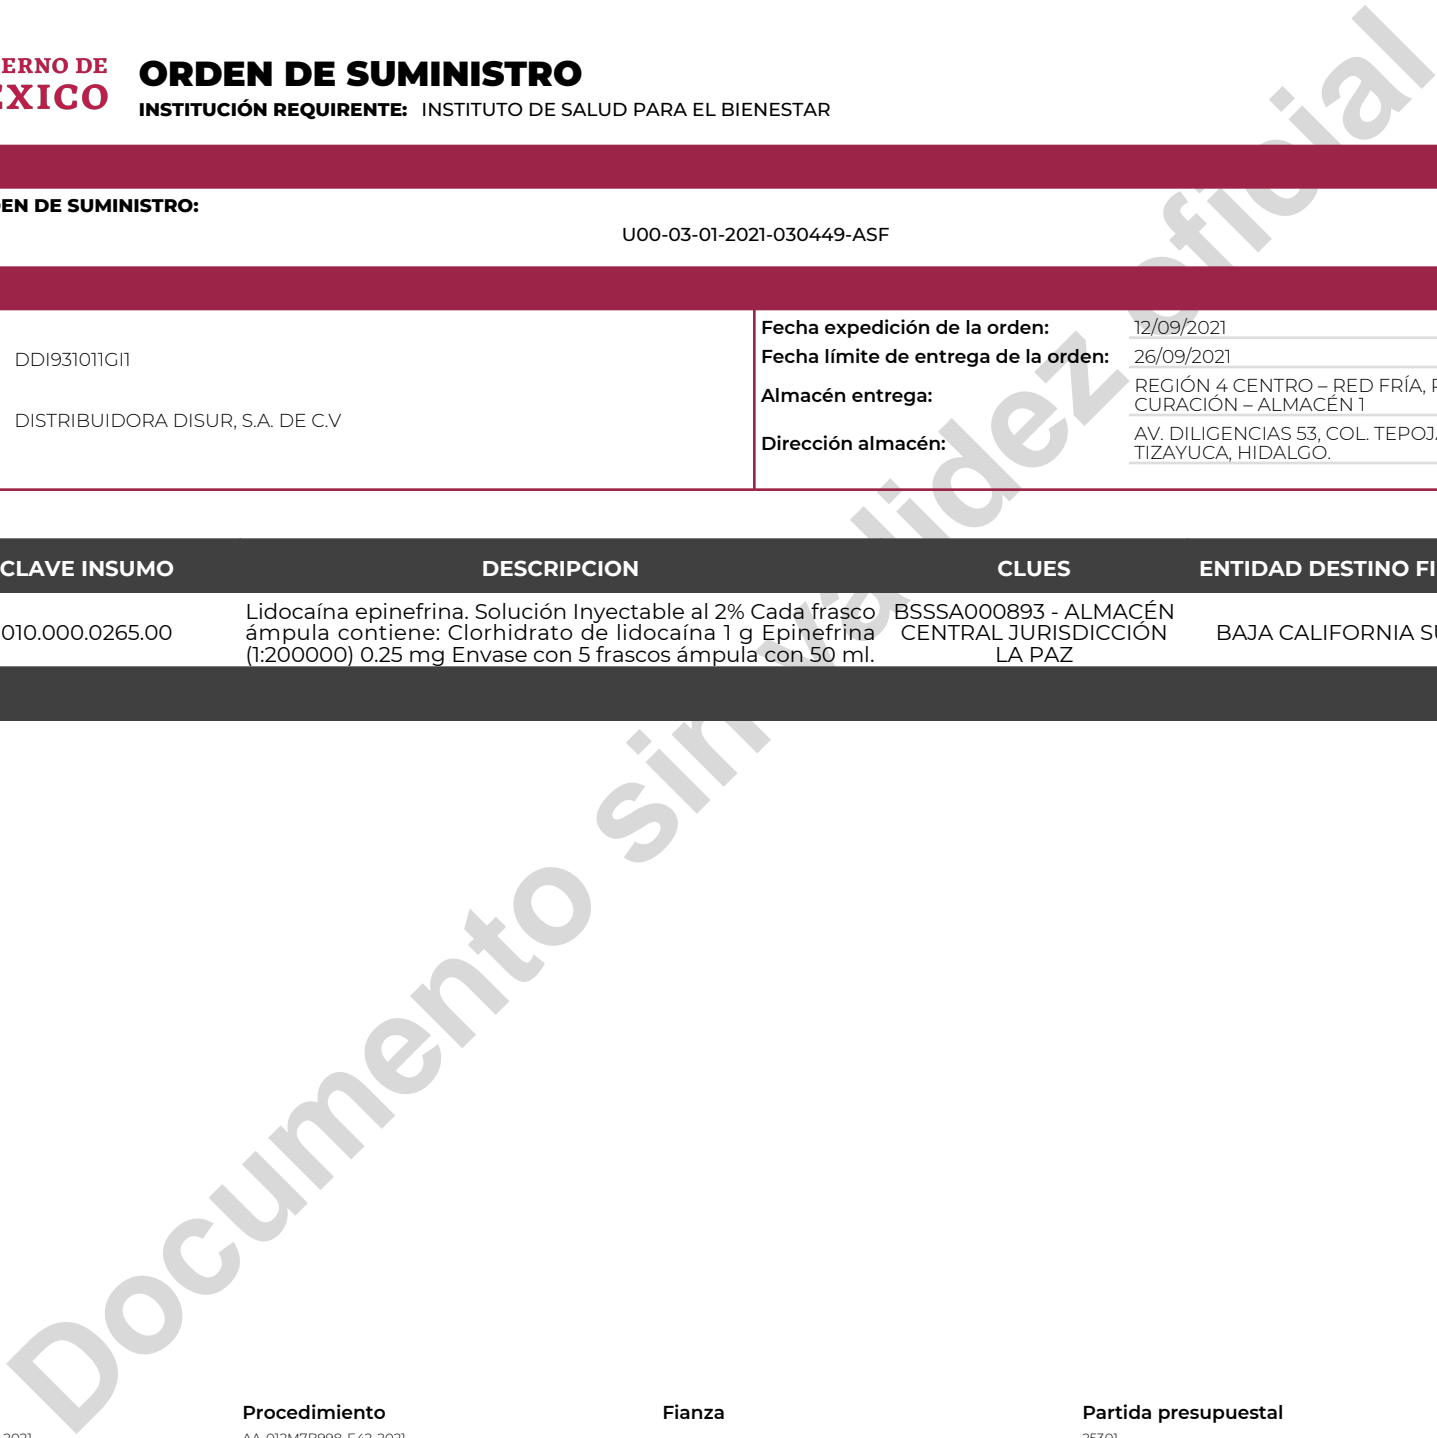 ORDEN DE SUMINISTRO
INSTITUCIÓN REQUIRENTE: INSTITUTO DE SALUD PARA EL BIENESTAR
DE SUMINISTRO:
U00-03-01-2021-030449-ASF
DDI931011GI1
DISTRIBUIDORA DISUR, S.A. DE C.V
Fecha expedición de la orden: 12/09/2021
Fecha límite de entrega de la orden: 26/09/2021
Almacén entrega: REGIÓN 4 CENTRO – RED FRÍA,
CURACIÓN – ALMACÉN 1
Dirección almacén: AV. DILIGENCIAS 53, COL.
TIZAYUCA, HIDALGO.
CLAVE INSUMO DESCRIPCION CLUES ENTIDAD DESTINO
010.000.0265.00
Lidocaína epinefrina. Solución Inyectable al 2% Cada frasco
ámpula contiene: Clorhidrato de lidocaína 1 g Epinefrina
(1:200000) 0.25 mg Envase con 5 frascos ámpula con 50 ml.
BSSSA000893 - ALMACÉN
CENTRAL JURISDICCIÓN
LA PAZ
BAJA CALIFORNIA
Documento sin validez oficial
Procedimiento Fianza Partida presupuestal